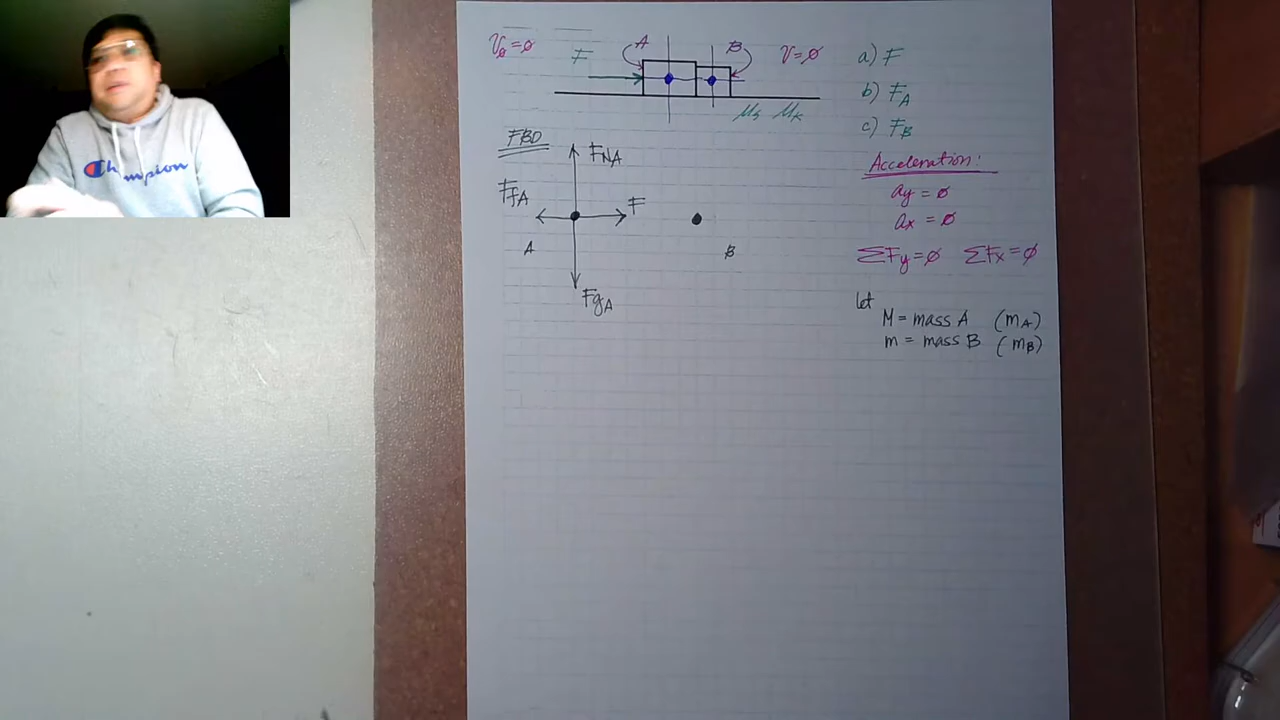 V₀=0
F
A
B
V=0
μs μk
a) F
b) FA
c) FB
FBD
FNA
FfA
F
A
FgA
B
Acceleration:
ay = 0
ax = 0
ΣFy=0 ΣFx=0
let
M = mass A (mA)
m = mass B (mB)
Champion